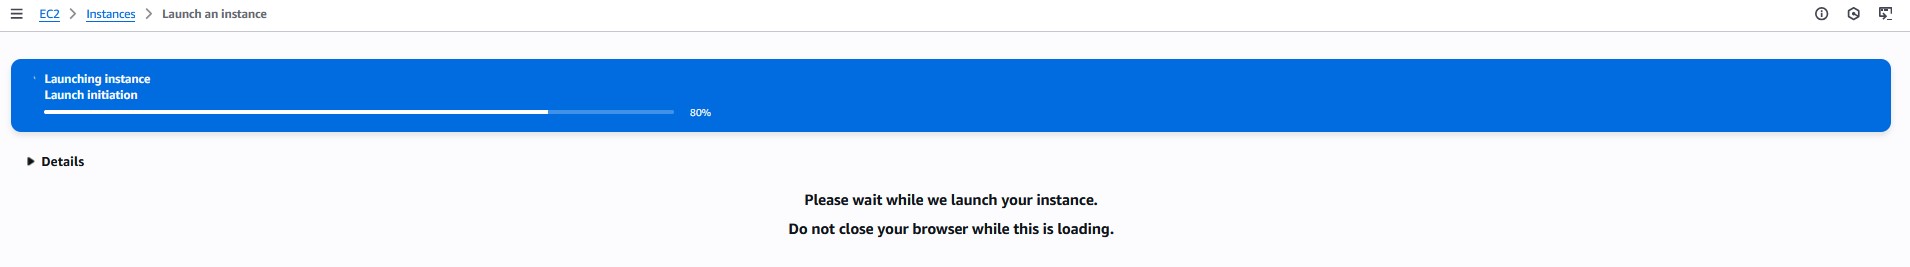 EC2 > Instances > Launch an instance
Launching instance
Launch initiation
80%
Details
Please wait while we launch your instance.
Do not close your browser while this is loading.